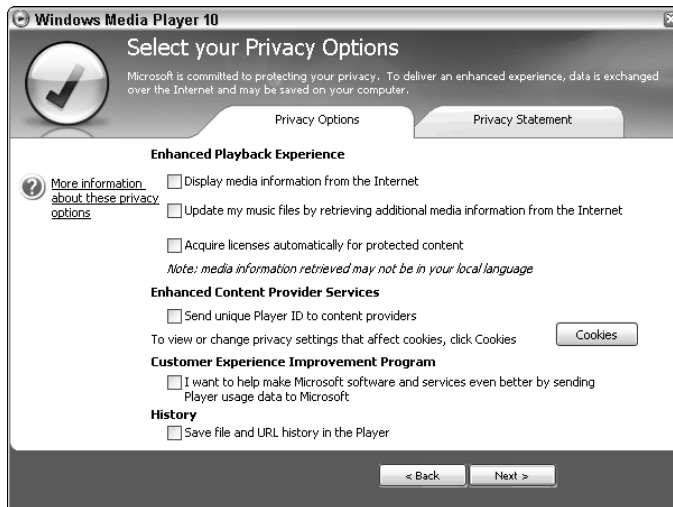 Windows Media Player 10
Select your Privacy Options
Microsoft is committed to protecting your privacy. To deliver an enhanced experience, data is exchanged
over the Internet and may be saved on your computer.
Privacy Options
Privacy Statement
More information
about these privacy
options
Enhanced Playback Experience
Display media information from the Internet
Update my music files by retrieving additional media information from the Internet
Acquire licenses automatically for protected content
Note: media information retrieved may not be in your local language
Enhanced Content Provider Services
Send unique Player ID to content providers
To view or change privacy settings that affect cookies, click Cookies
Cookies
Customer Experience Improvement Program
I want to help make Microsoft software and services even better by sending
Player usage data to Microsoft
History
Save file and URL history in the Player
< Back
Next >